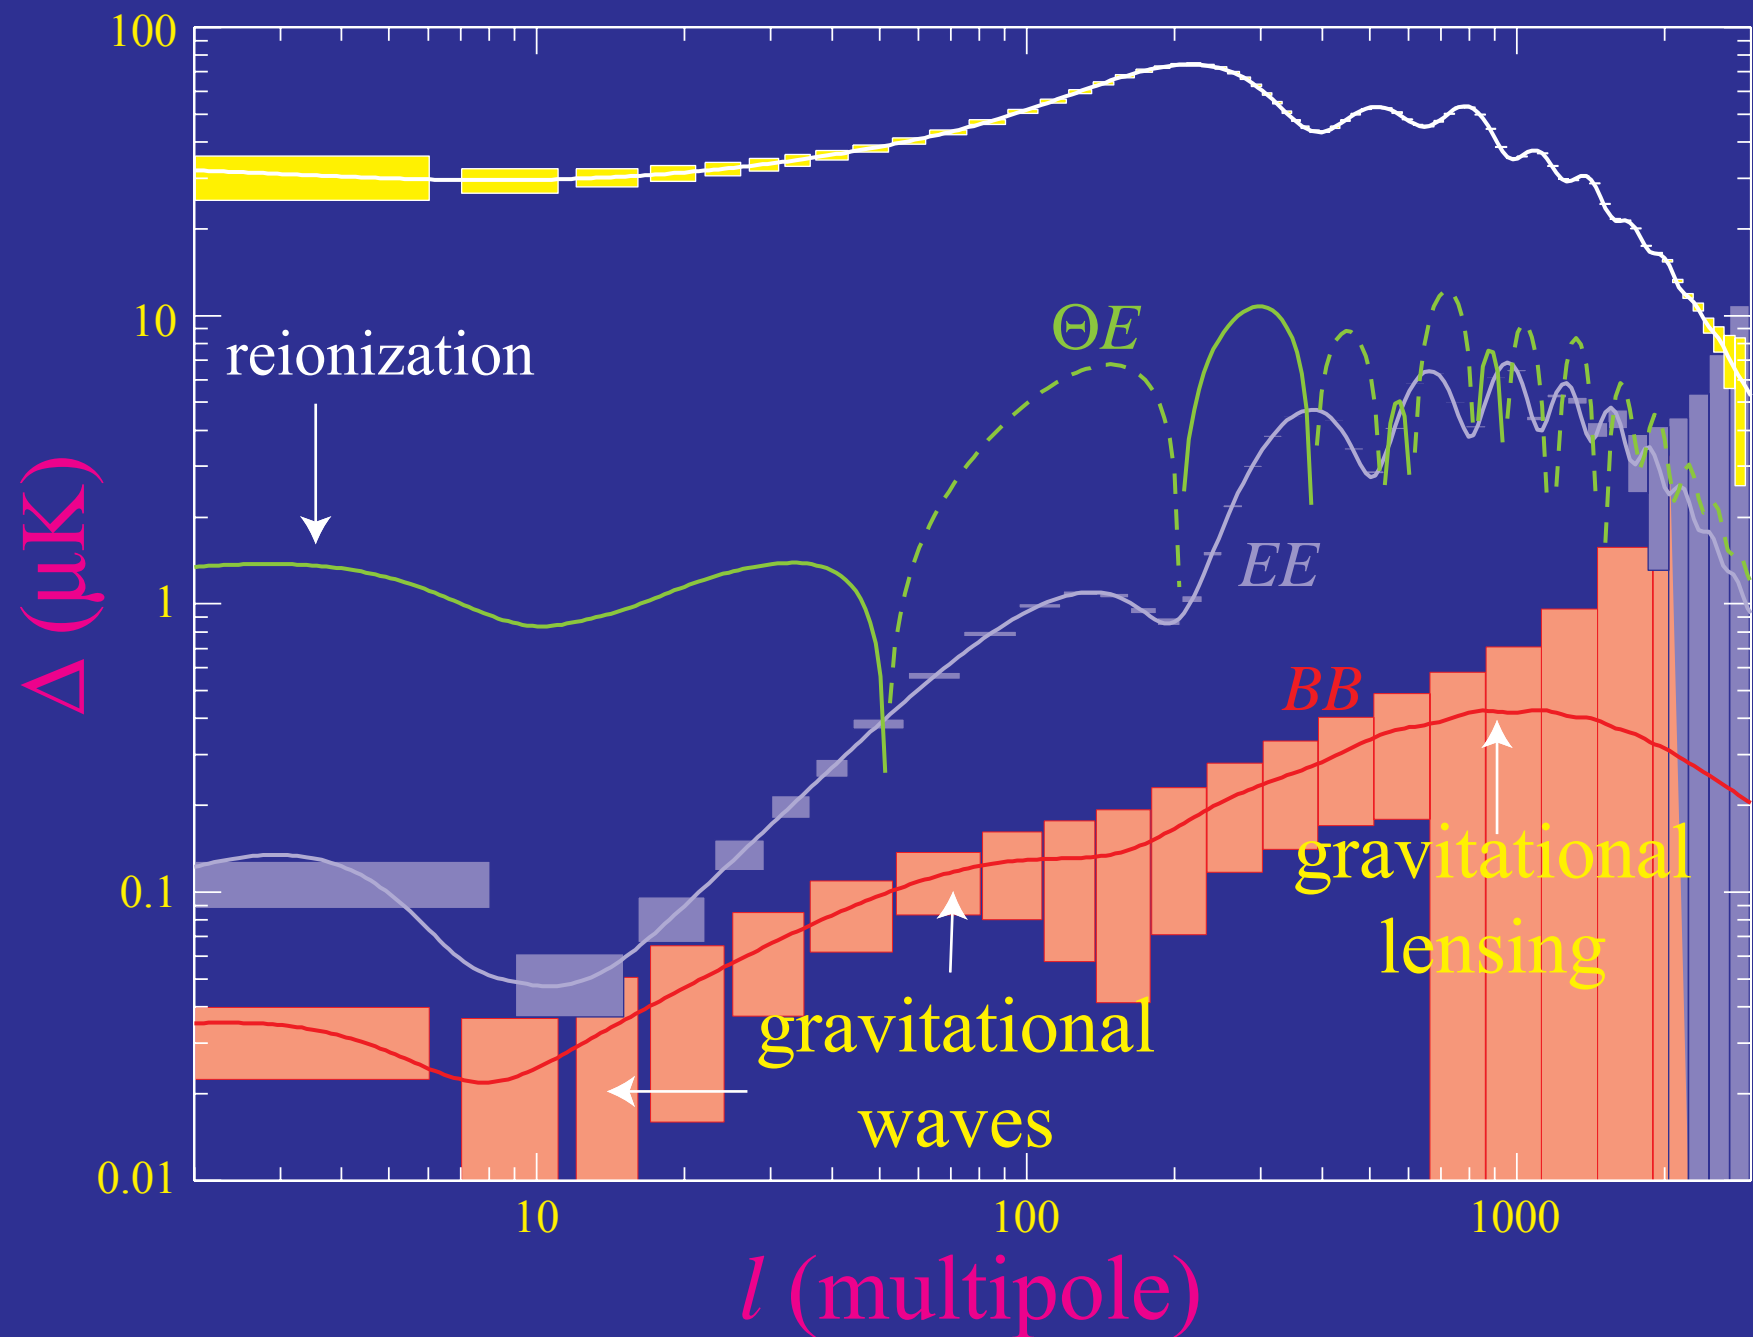 100
10
1
0.1
0.01
Δ (μK)
reionization
ΘE
EE
BB
gravitational
lensing
gravitational
waves
10
100
1000
l (multipole)